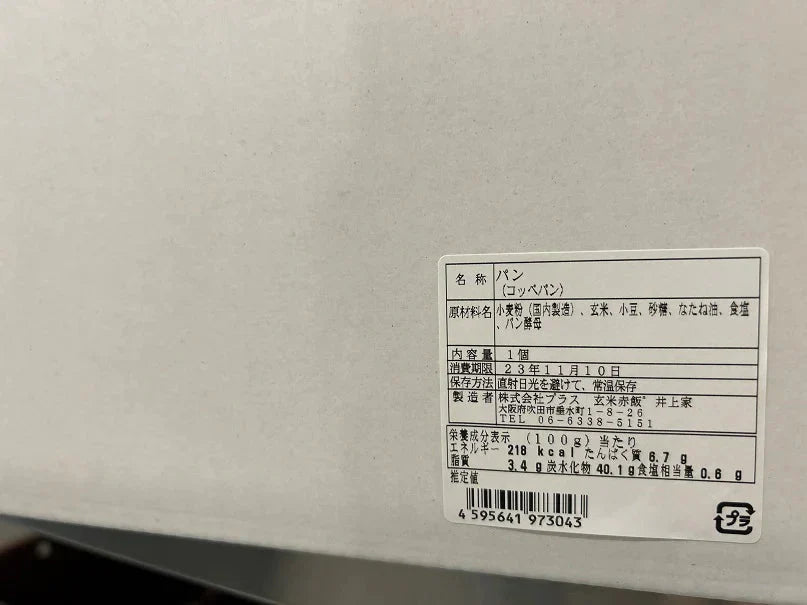 名称 パン
(コッペパン)
原材料名 小麦粉(国内製造)、玄米、小豆、砂糖、なたね油、食塩
、パン酵母
内容量 1個
消費期限 23年11月10日
保存方法 直射日光を避けて、常温保存
製造者 株式会社プラス 玄米赤飯゜井上家
大阪府吹田市垂水町1-8-26
TEL 06-6338-5151
栄養成分表示 (100g)当たり
エネルギー 218 kcal たんぱく質 6.7 g
脂質 3.4 g 炭水化物 40.1 g 食塩相当量 0.6 g
推定値
4 595641 973043
プラ